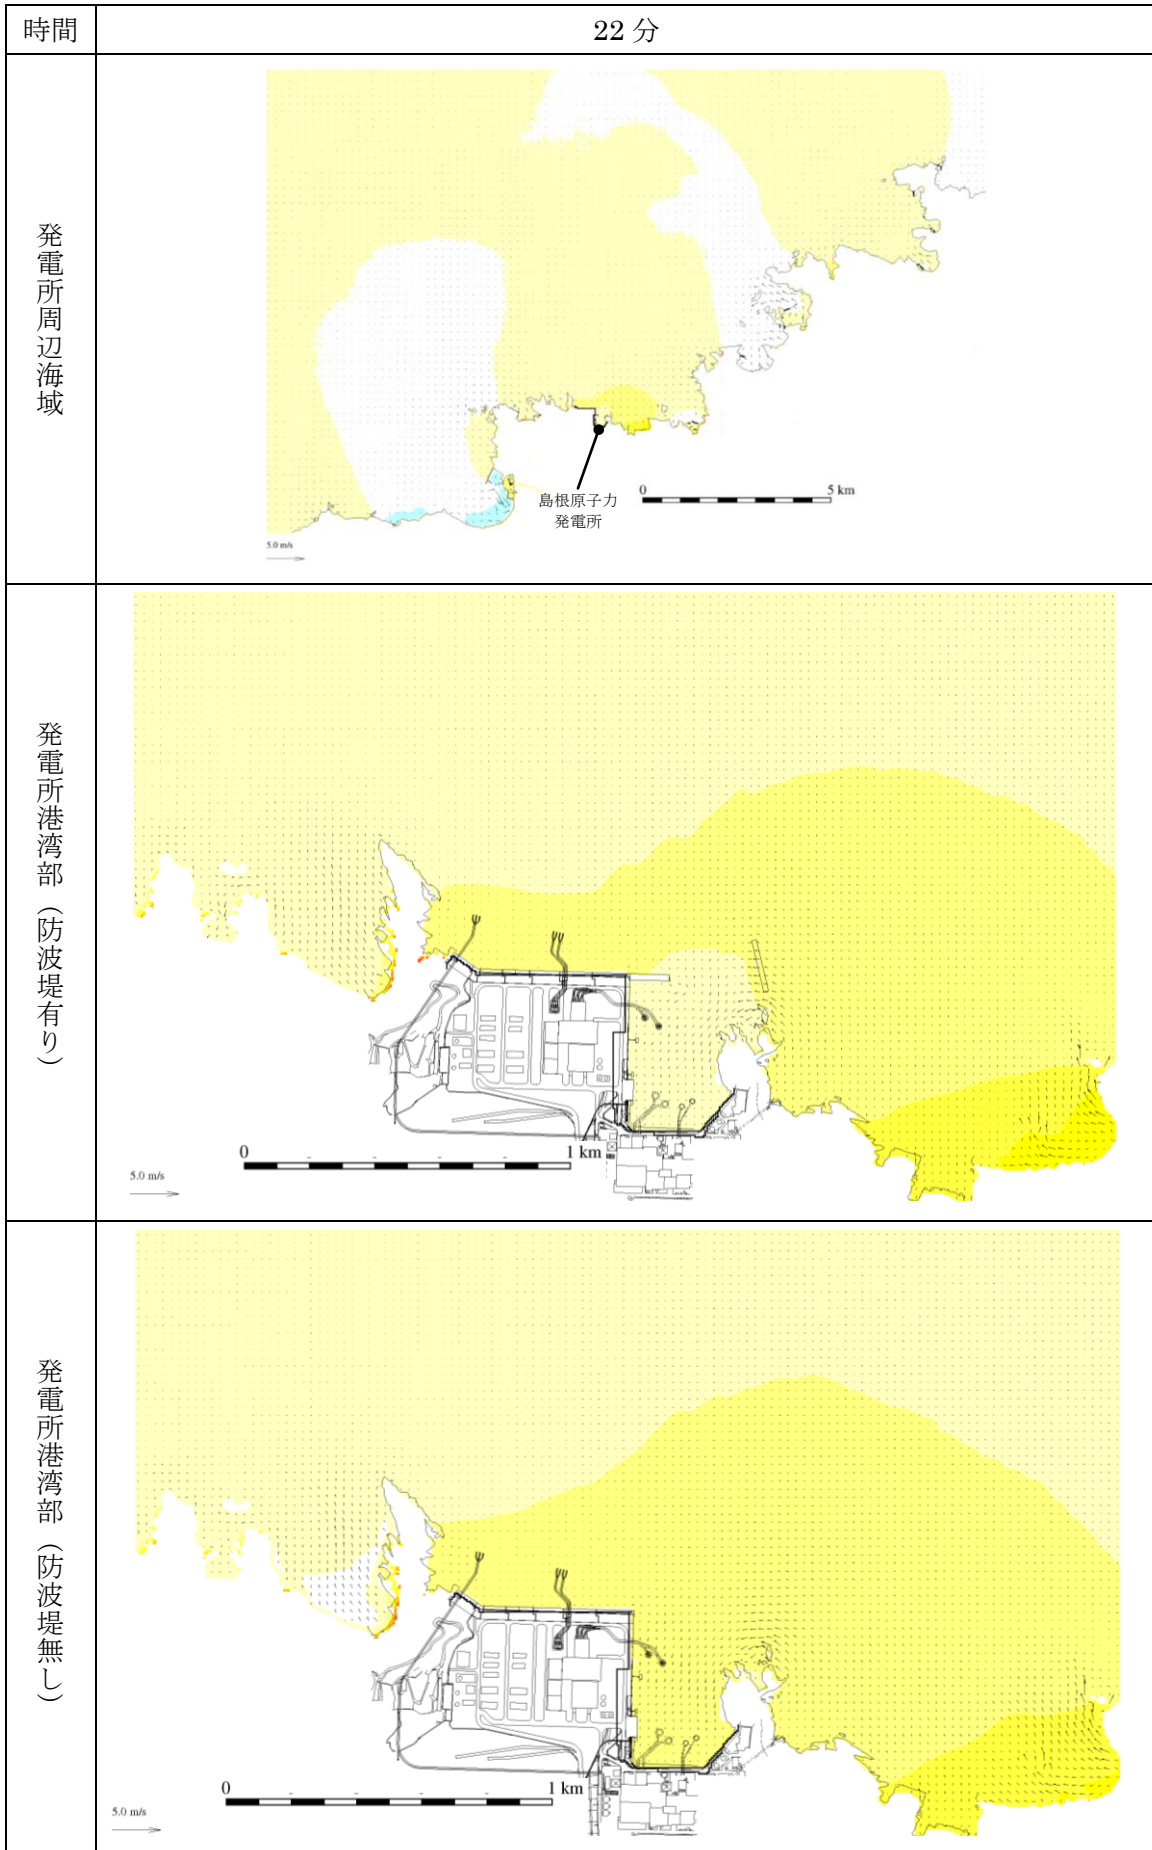 時間
22 分
発電所周辺海域
島根原子力
発電所
0 5 km
5.0 m/s
発電所港湾部（防波堤有り）
0 1 km
5.0 m/s
発電所港湾部（防波堤無し）
0 1 km
5.0 m/s